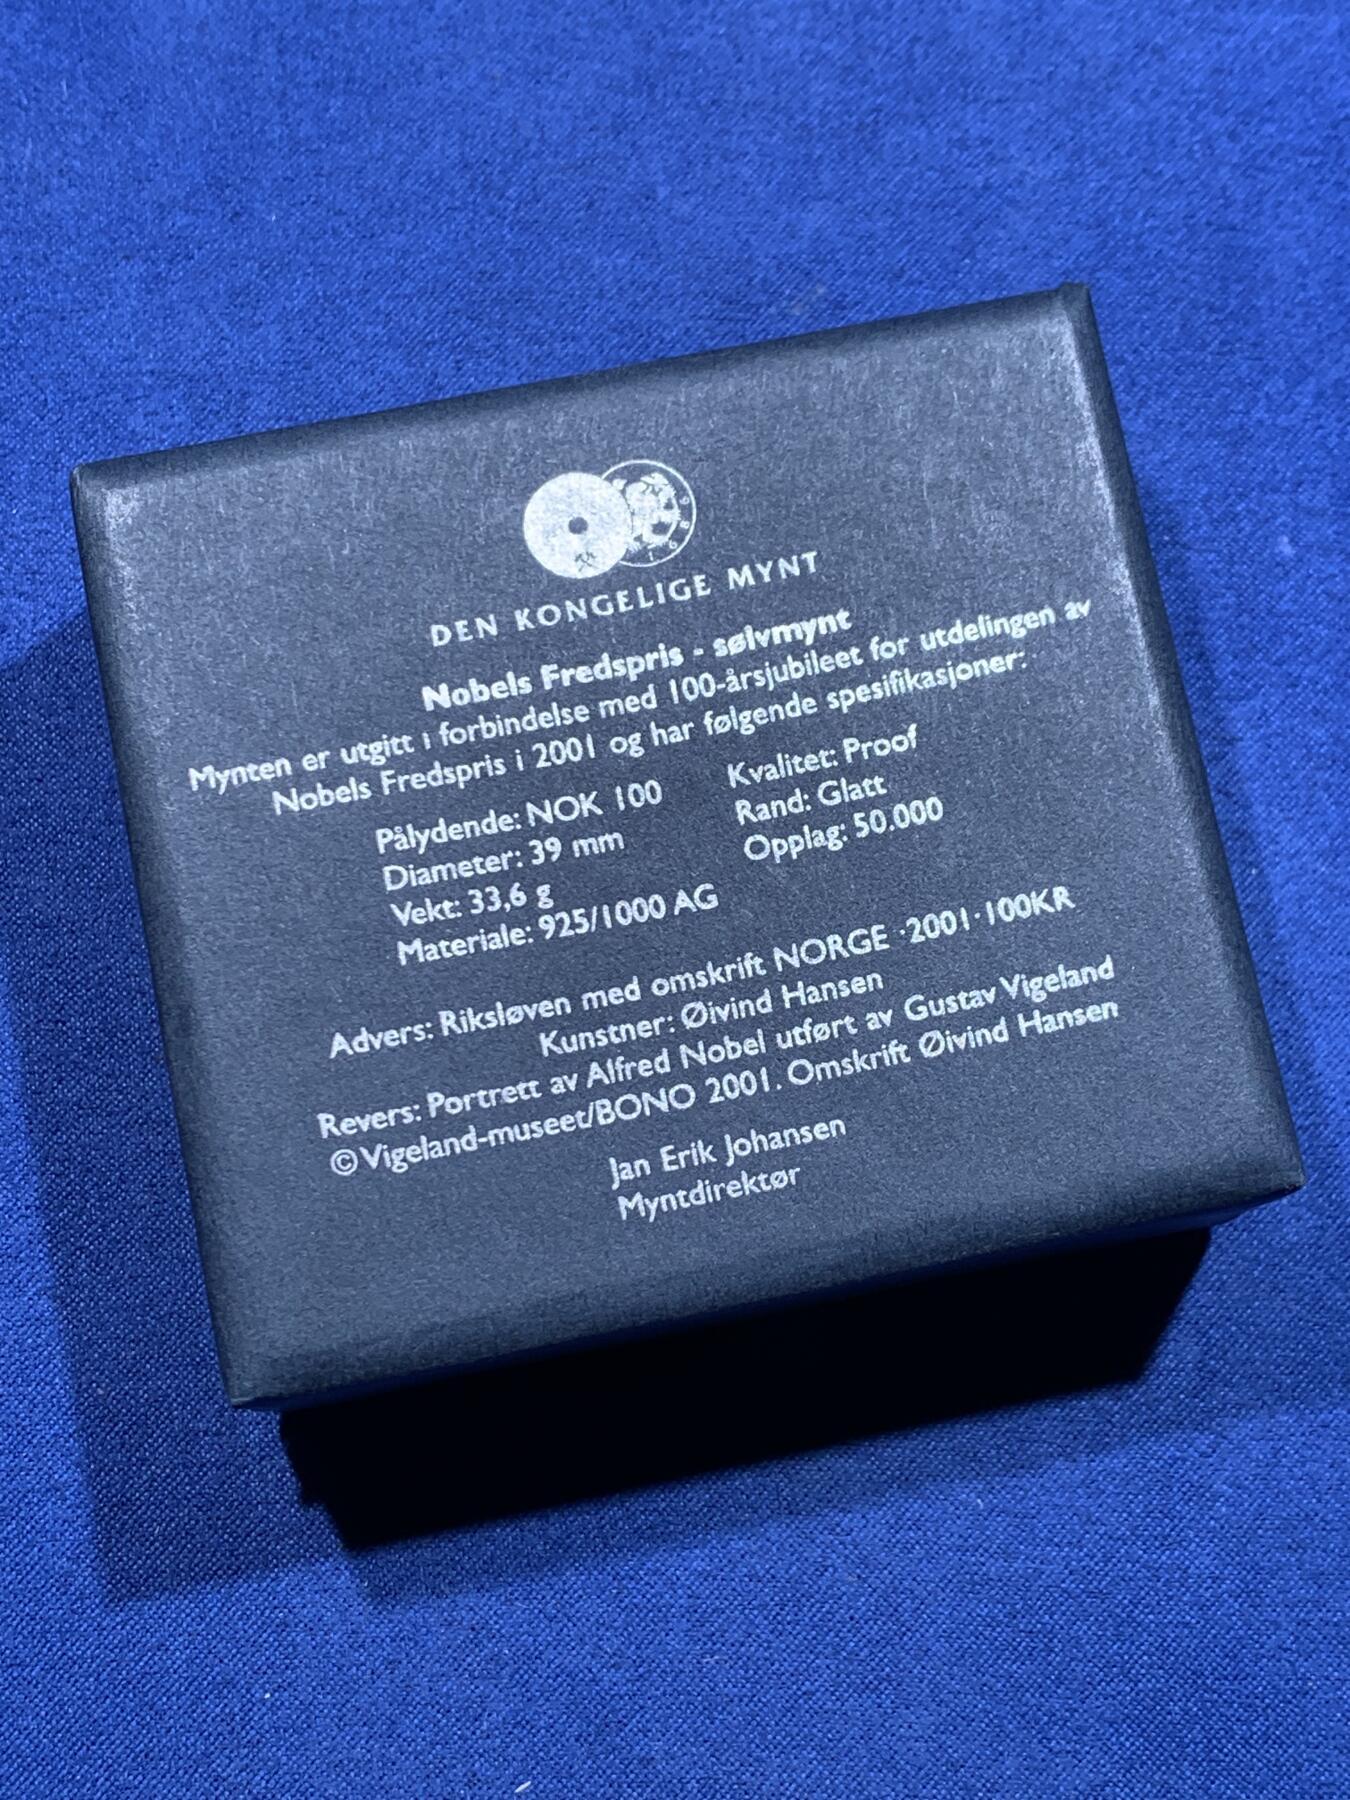 DEN KONGELIGE MYNT
Nobels Fredspris - sølvmynt
Mynten er utgitt i forbindelse med 100-årsjubileet for utdelingen av
Nobels Fredspris i 2001 og har følgende spesifikasjoner:
Pålydende: NOK 100
Diameter: 39 mm
Vekt: 33,6 g
Materiale: 925/1000 AG
Kvalitet: Proof
Rand: Glatt
Opplag: 50.000
Advers: Riksløven med omskrift NORGE ·2001·100KR
Kunstner: Øivind Hansen
Revers: Portrett av Alfred Nobel utført av Gustav Vigeland
©Vigeland-museet/BONO 2001. Omskrift Øivind Hansen
Jan Erik Johansen
Myntdirektør